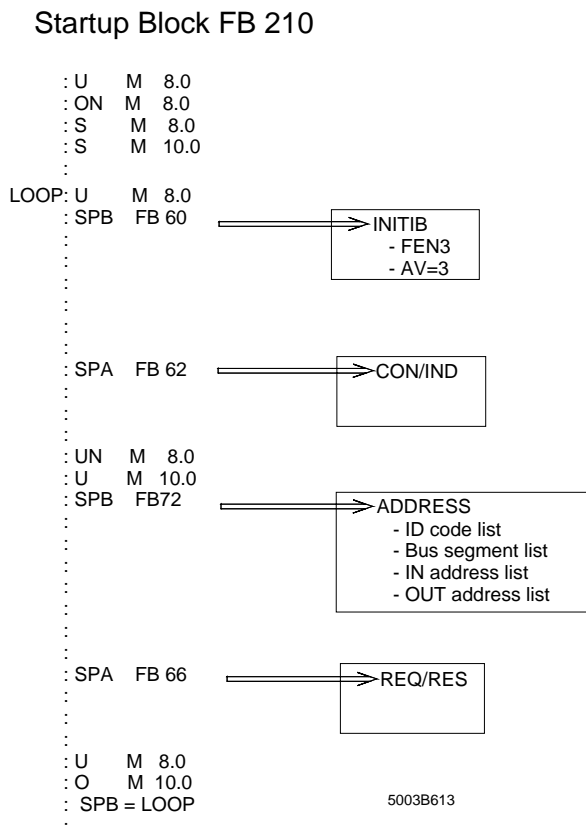 Startup Block FB 210
: U M 8.0
: ON M 8.0
: S M 8.0
: S M 10.0
:
LOOP: U M 8.0
: SPB FB 60
INITIB
- FEN3
- AV=3
:
:
:
:
:
:
: SPA FB 62
CON/IND
:
:
:
: UN M 8.0
: U M 10.0
: SPB FB72
ADDRESS
- ID code list
- Bus segment list
- IN address list
- OUT address list
:
:
:
:
:
:
:
: SPA FB 66
REQ/RES
:
:
:
: U M 8.0
: O M 10.0
: SPB = LOOP
:
5003B613